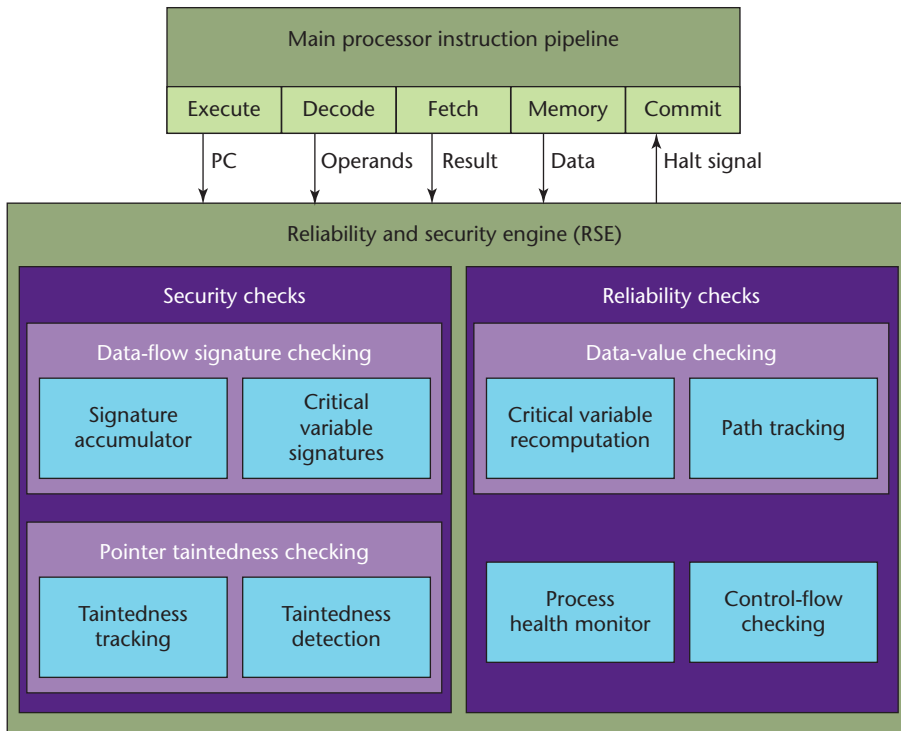 Main processor instruction pipeline
Execute Decode Fetch Memory Commit
PC Operands Result Data Halt signal
Reliability and security engine (RSE)
Security checks
Data-flow signature checking
Signature
accumulator
Critical
variable
signatures
Pointer taintedness checking
Taintedness
tracking
Taintedness
detection
Reliability checks
Data-value checking
Critical variable
recomputation
Path tracking
Process
health monitor
Control-flow
checking